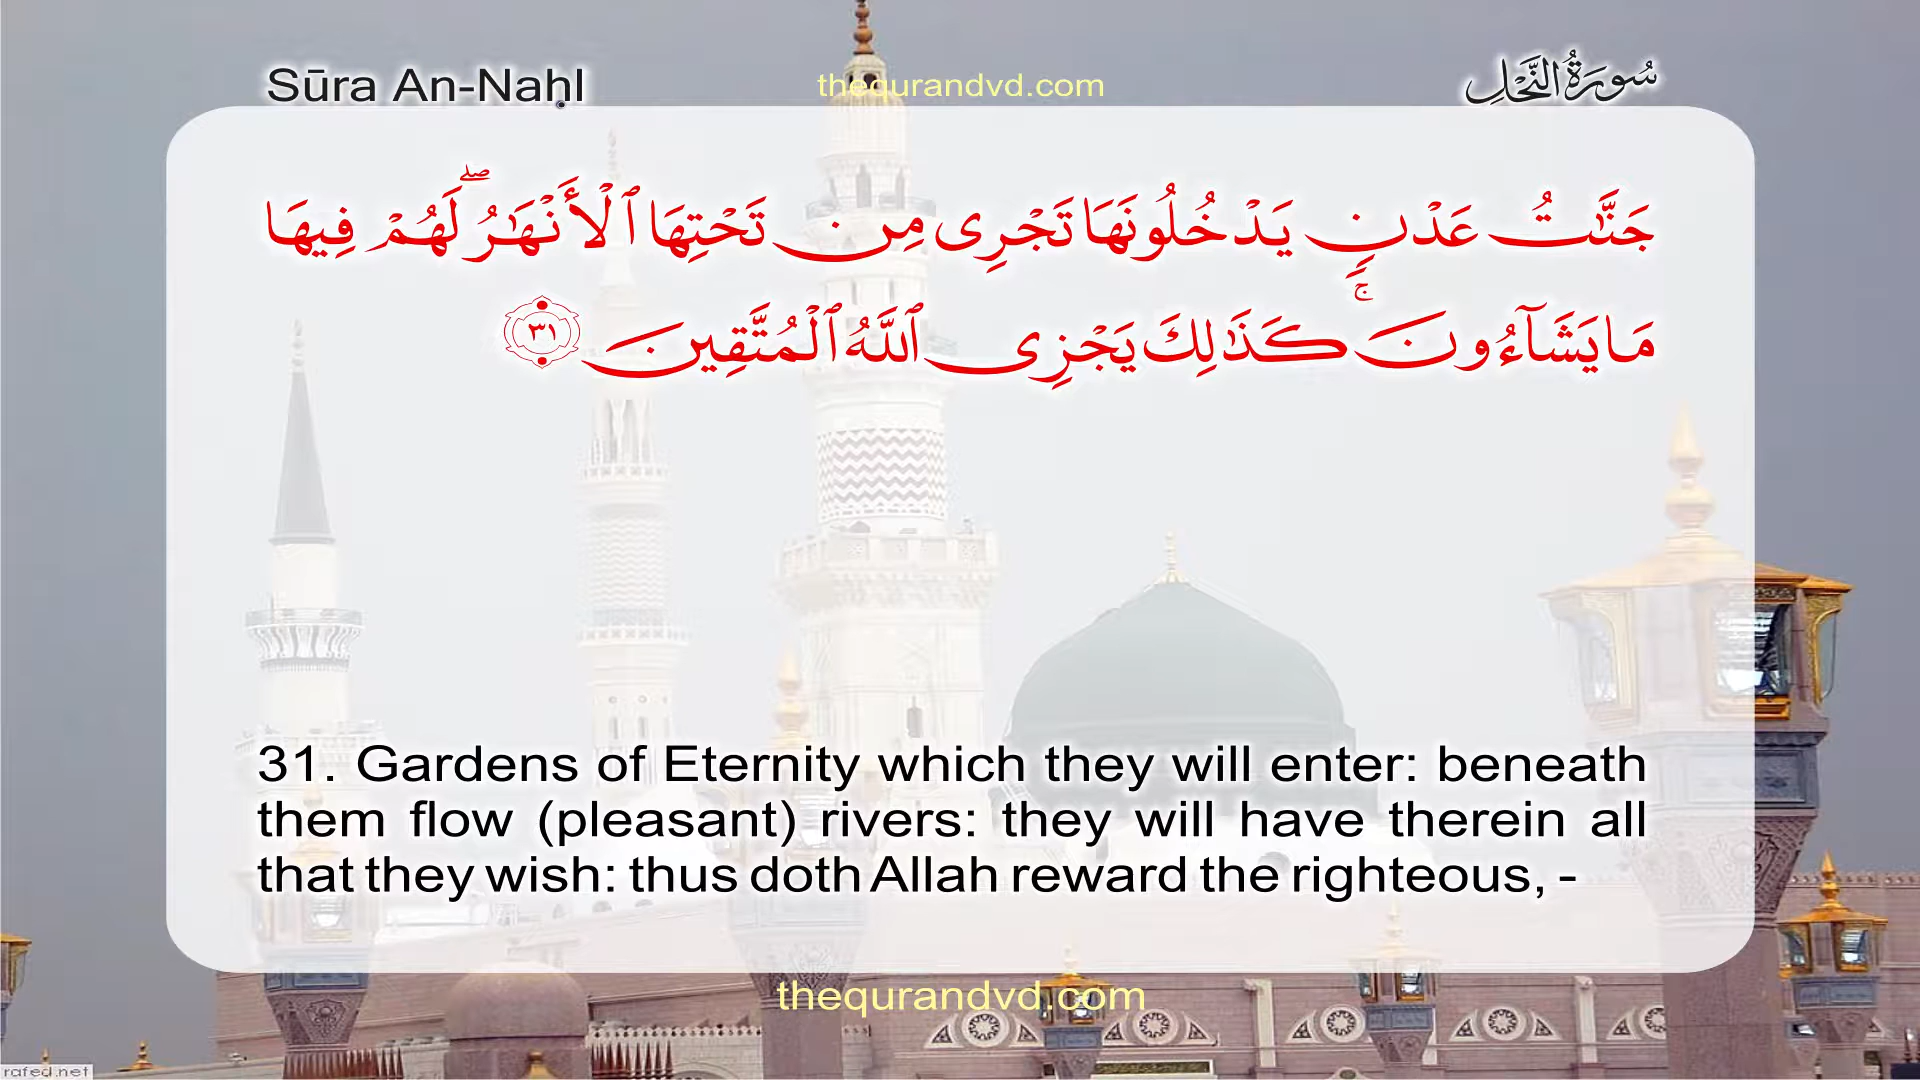 Sūra An-Naḥl
thequrandvd.com
سُورَةُ النَّحْلِ
جَنَّٰتُ عَدْنٍ يَدْخُلُونَهَا تَجْرِى مِن تَحْتِهَا ٱلْأَنْهَٰرُ ۖ لَهُمْ فِيهَا
مَا يَشَآءُونَ ۚ كَذَٰلِكَ يَجْزِى ٱللَّهُ ٱلْمُتَّقِينَ ٣١
31. Gardens of Eternity which they will enter: beneath
them flow (pleasant) rivers: they will have therein all
that they wish: thus doth Allah reward the righteous, -
thequrandvd.com
rafed.net